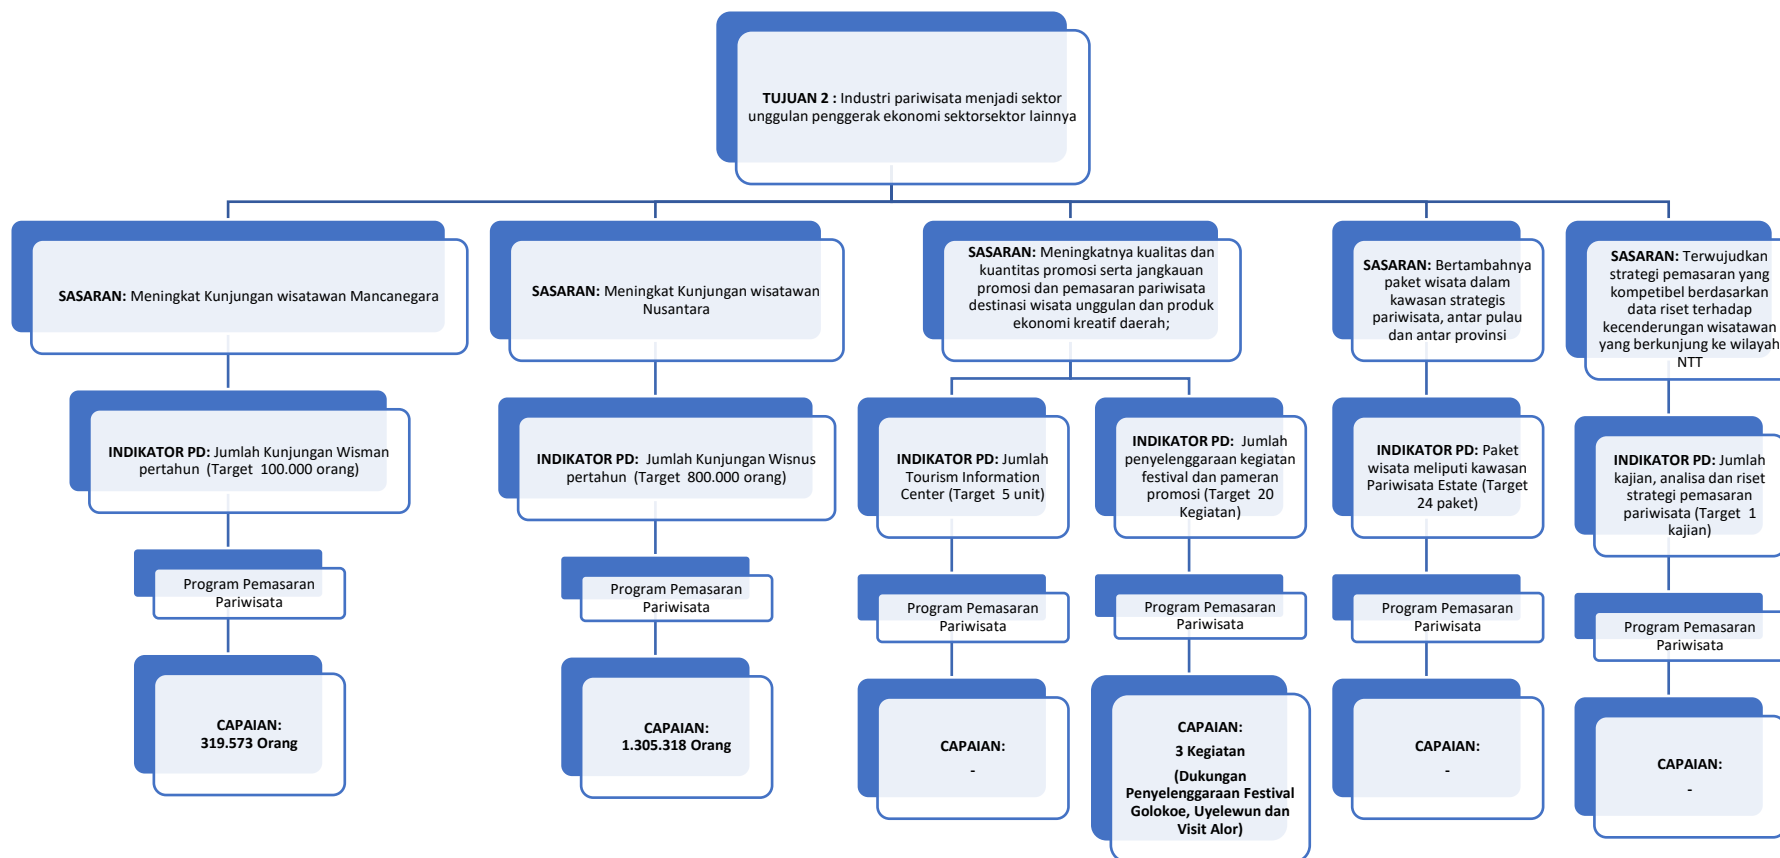 TUJUAN 2 : Industri pariwisata menjadi sektor
unggulan penggerak ekonomi sektorsektor lainnya
SASARAN: Meningkat Kunjungan wisatawan Mancanegara
SASARAN: Meningkat Kunjungan wisatawan
Nusantara
SASARAN: Meningkatnya kualitas dan
kuantitas promosi serta jangkauan
promosi dan pemasaran pariwisata
destinasi wisata unggulan dan produk
ekonomi kreatif daerah;
SASARAN: Bertambahnya
paket wisata dalam
kawasan strategis
pariwisata, antar pulau
dan antar provinsi
SASARAN: Terwujudkan
strategi pemasaran yang
kompetibel berdasarkan
data riset terhadap
kecenderungan wisatawan
yang berkunjung ke wilayah
NTT
INDIKATOR PD: Jumlah Kunjungan Wisman
pertahun (Target 100.000 orang)
INDIKATOR PD: Jumlah Kunjungan Wisnus
pertahun (Target 800.000 orang)
INDIKATOR PD: Jumlah
Tourism Information
Center (Target 5 unit)
INDIKATOR PD: Jumlah
penyelenggaraan kegiatan
festival dan pameran
promosi (Target 20
Kegiatan)
INDIKATOR PD: Paket
wisata meliputi kawasan
Pariwisata Estate (Target
24 paket)
INDIKATOR PD: Jumlah
kajian, analisa dan riset
strategi pemasaran
pariwisata (Target 1
kajian)
Program Pemasaran
Pariwisata
Program Pemasaran
Pariwisata
Program Pemasaran
Pariwisata
Program Pemasaran
Pariwisata
Program Pemasaran
Pariwisata
Program Pemasaran
Pariwisata
CAPAIAN:
319.573 Orang
CAPAIAN:
1.305.318 Orang
CAPAIAN:
-
CAPAIAN:
3 Kegiatan
(Dukungan
Penyelenggaraan Festival
Golokoe, Uyelewun dan
Visit Alor)
CAPAIAN:
-
CAPAIAN:
-